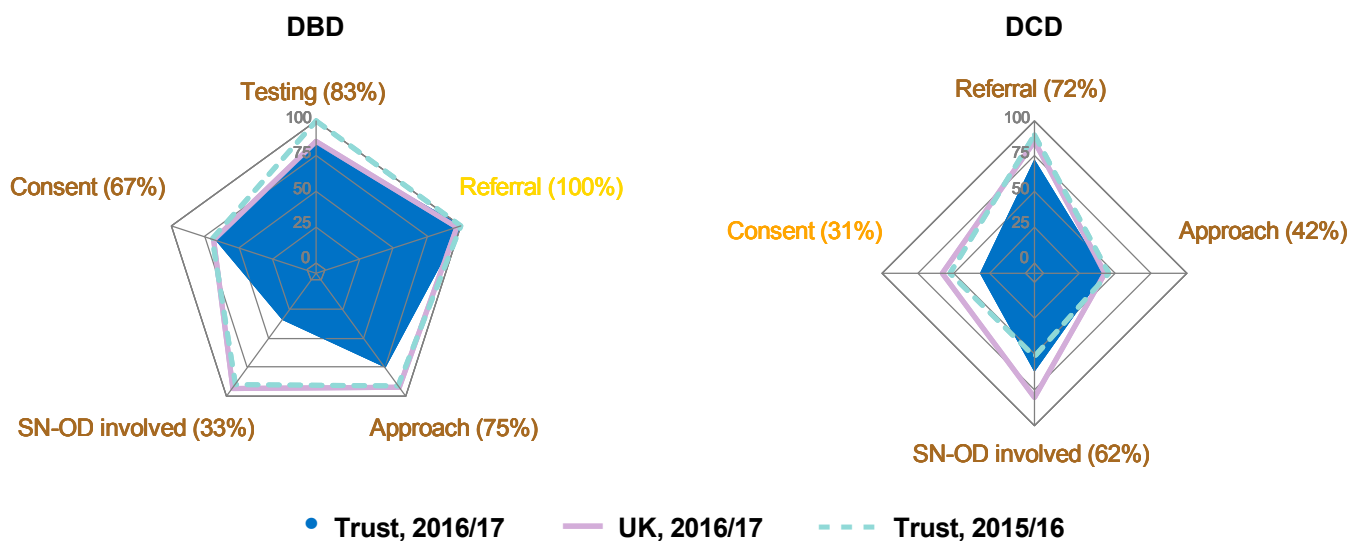 DBD
DCD
Testing (83%)
Referral (72%)
100
75
50
25
0
100
75
50
25
0
Consent (67%)
Referral (100%)
Consent (31%)
Approach (42%)
SN-OD involved (33%)
Approach (75%)
SN-OD involved (62%)
Trust, 2016/17
UK, 2016/17
Trust, 2015/16